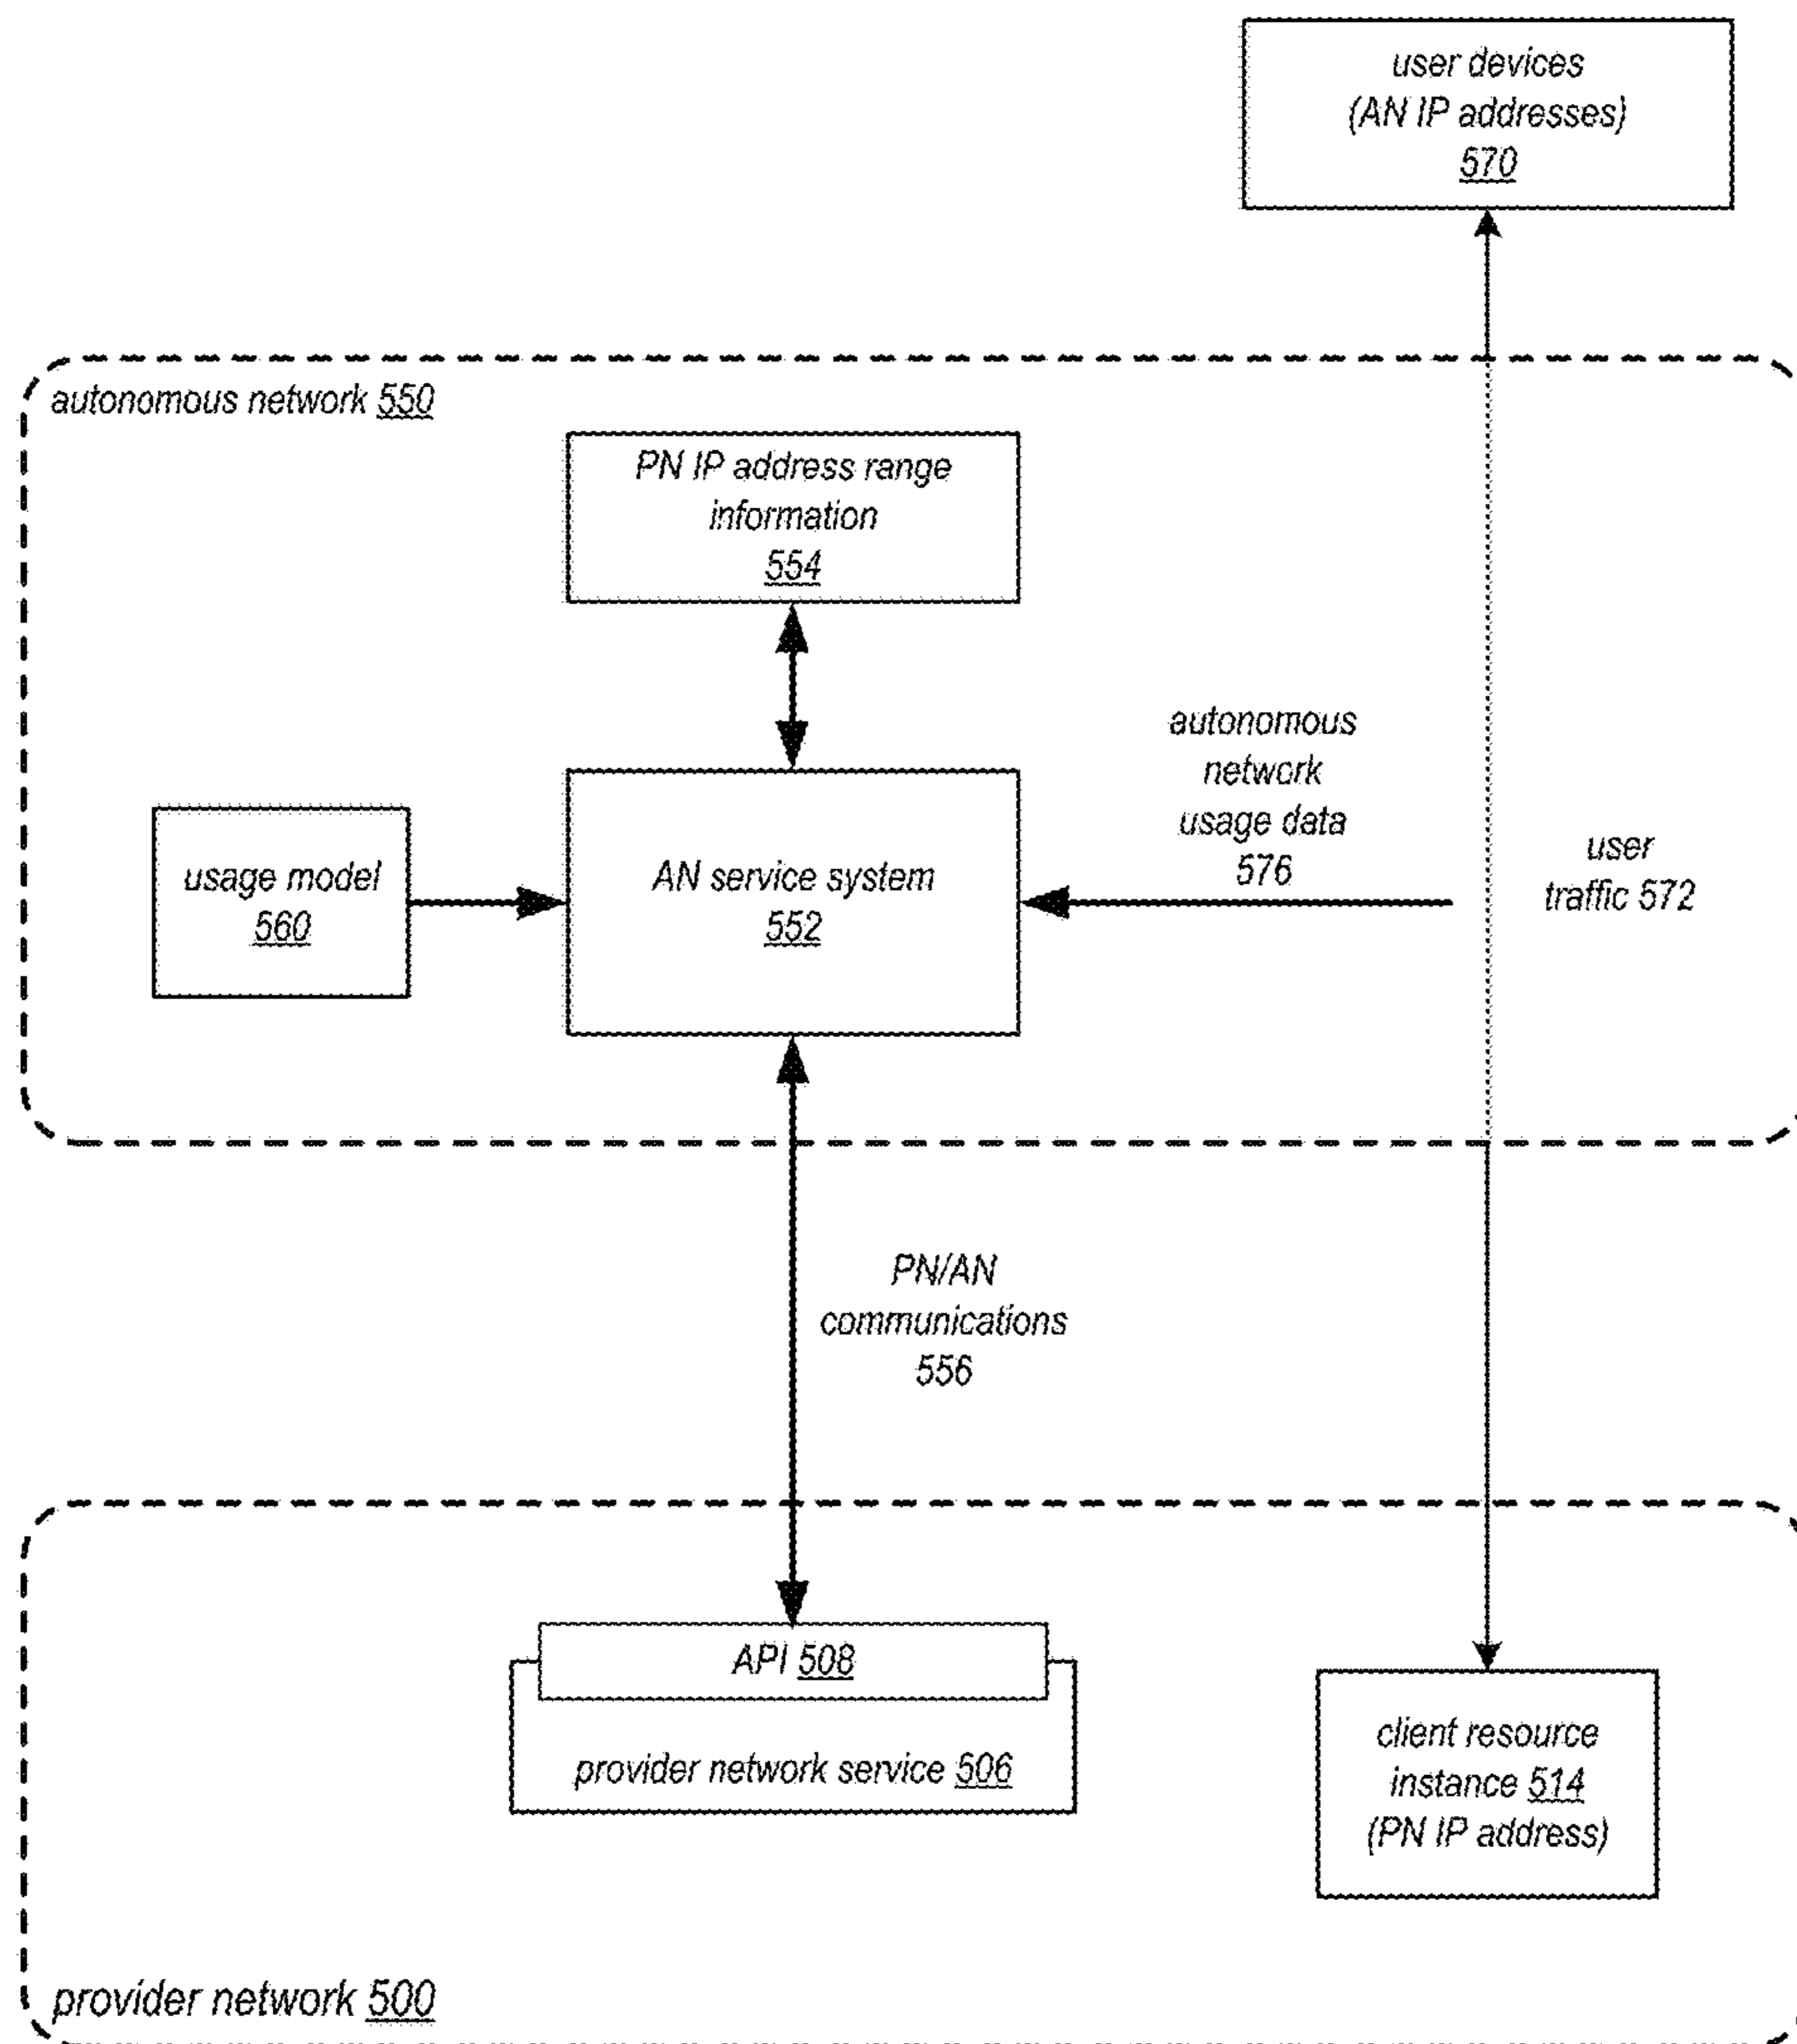 user devices
(AN IP addresses)
570
autonomous network 550
PN IP address range
information
554
autonomous
network
usage data
576
user
traffic 572
usage model
560
AN service system
552
PN/AN
communications
556
API 508
provider network service 506
client resource
instance 514
(PN IP address)
provider network 500